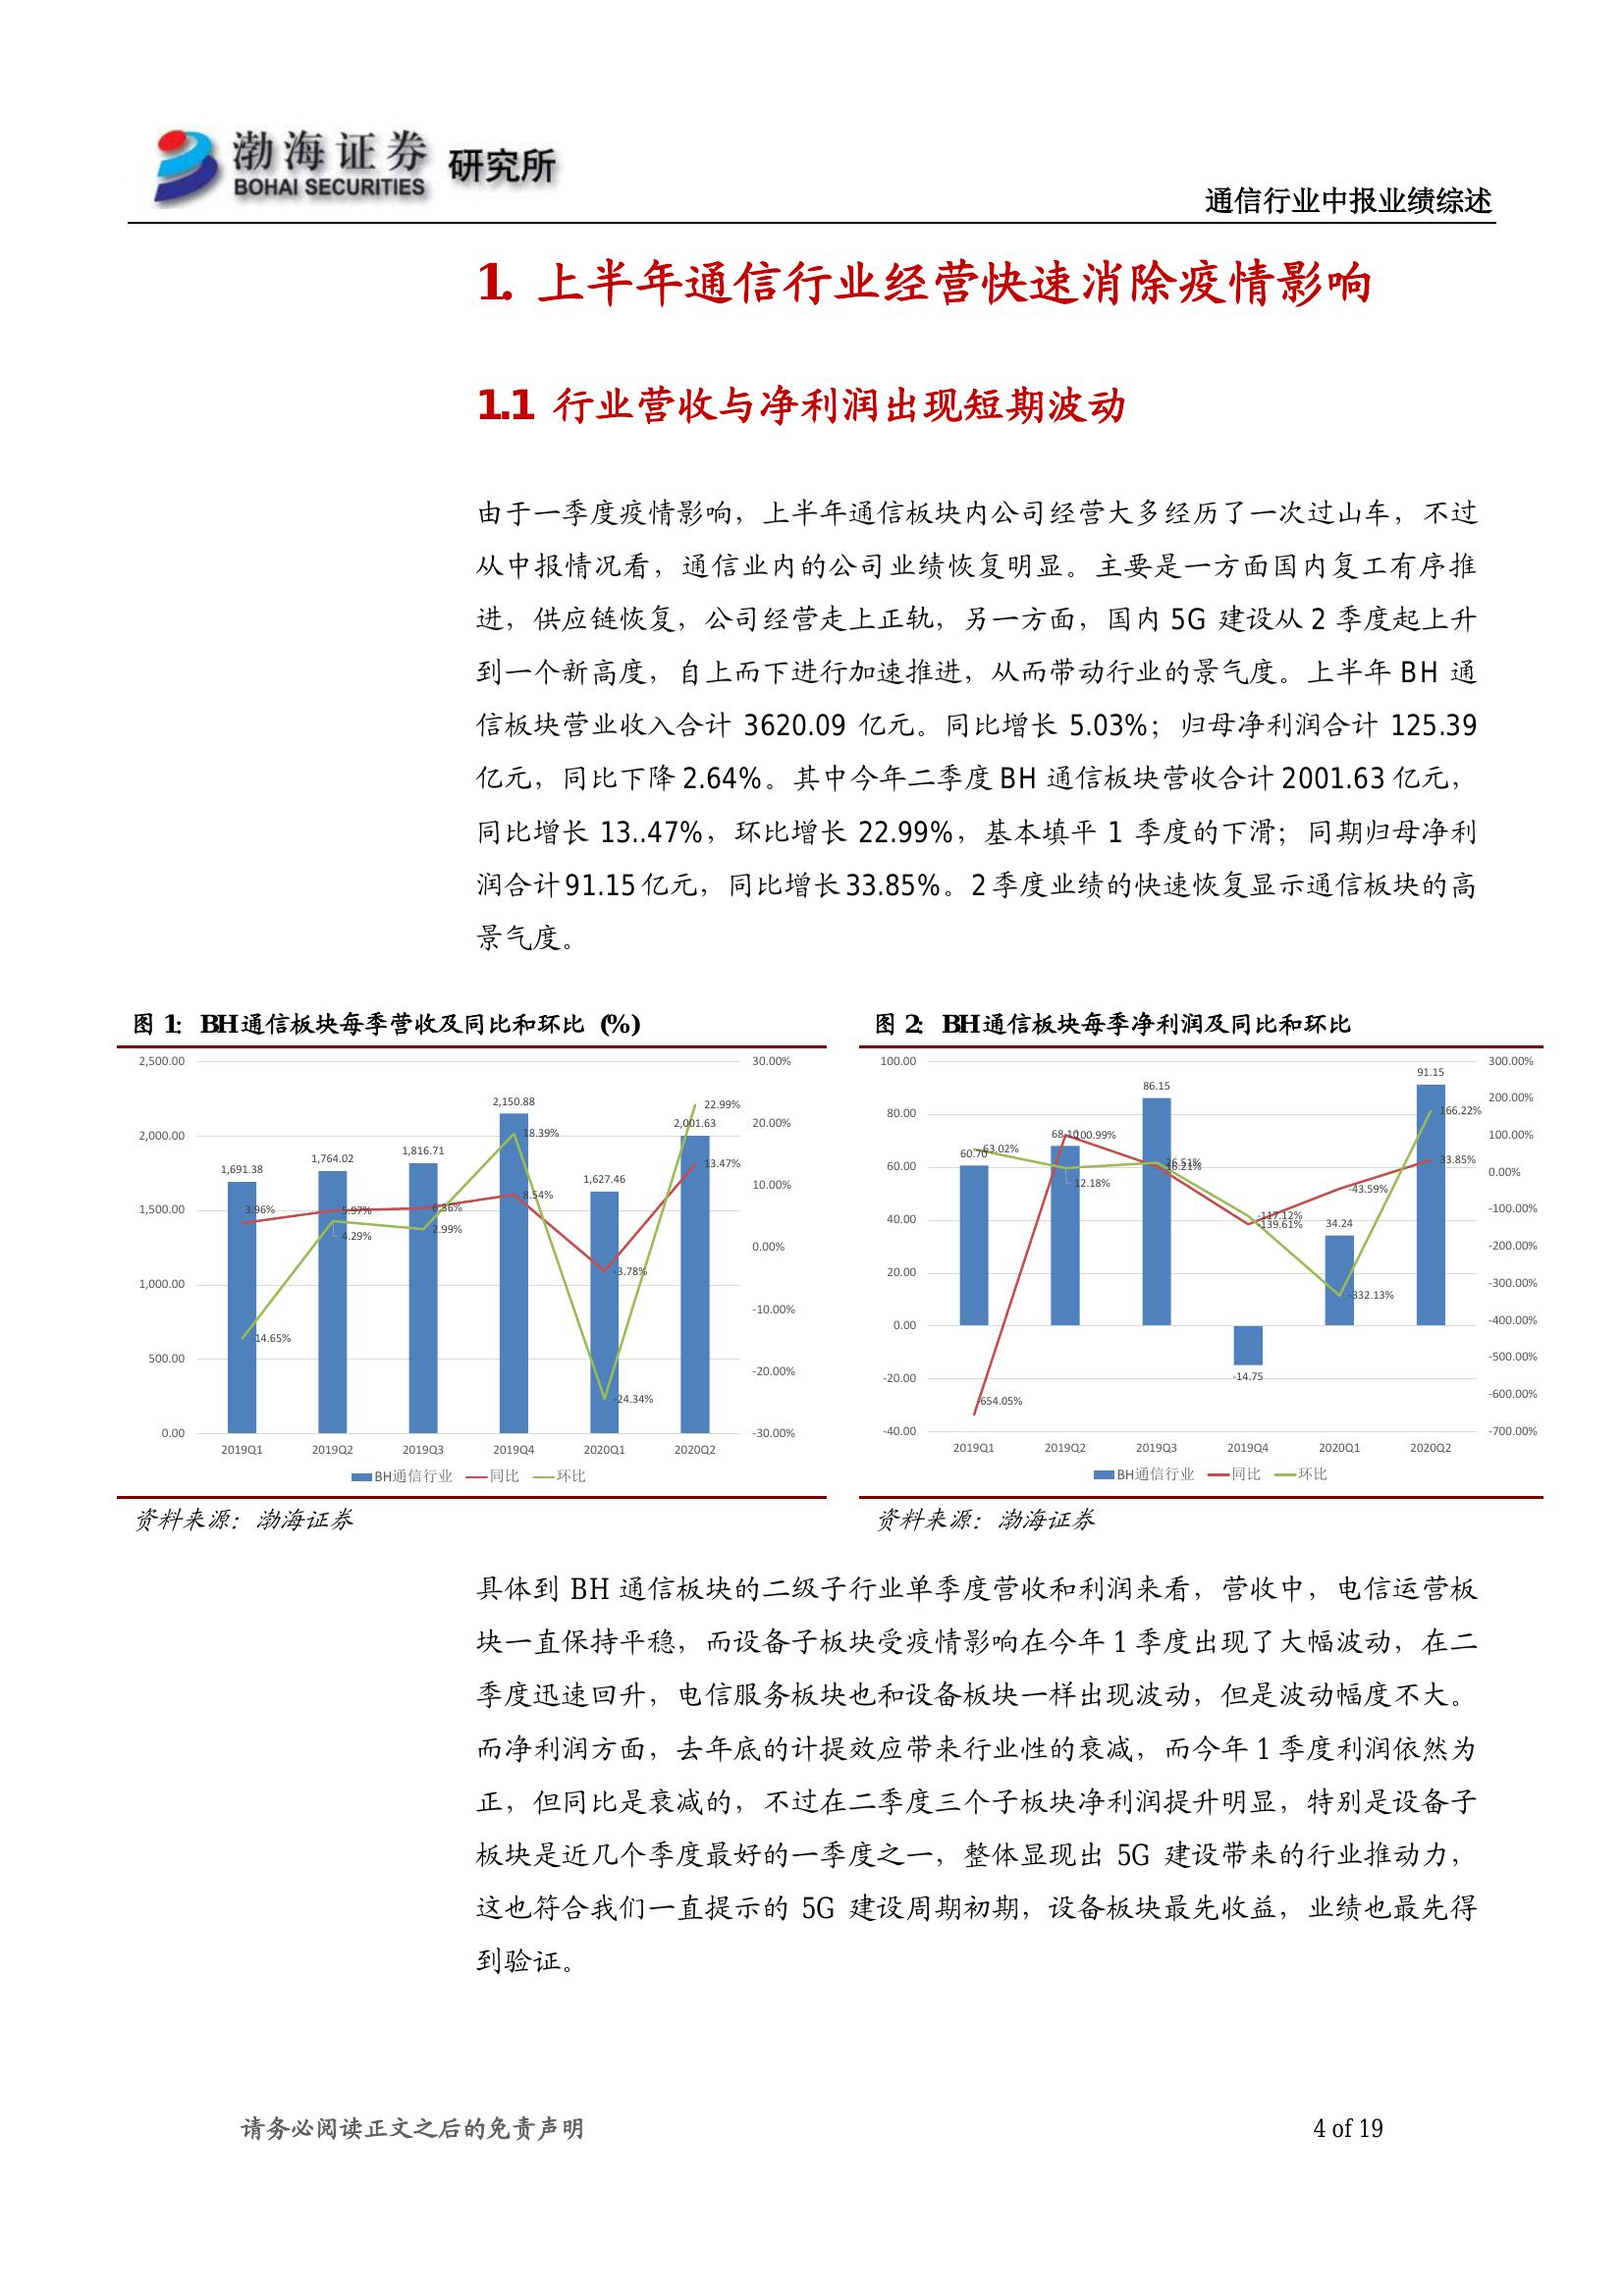 渤海证券 研究所
BOHAI SECURITIES
通信行业中报业绩综述
1. 上半年通信行业经营快速消除疫情影响
1.1 行业营收与净利润出现短期波动
由于一季度疫情影响，上半年通信板块内公司经营大多经历了一次过山车，不过
从中报情况看，通信业内的公司业绩恢复明显。主要是一方面国内复工有序推
进，供应链恢复，公司经营走上正轨，另一方面，国内 5G 建设从 2 季度起上升
到一个新高度，自上而下进行加速推进，从而带动行业的景气度。上半年 BH 通
信板块营业收入合计 3620.09 亿元。同比增长 5.03%；归母净利润合计 125.39
亿元，同比下降 2.64%。其中今年二季度 BH 通信板块营收合计 2001.63 亿元，
同比增长 13..47%，环比增长 22.99%，基本填平 1 季度的下滑；同期归母净利
润合计 91.15 亿元，同比增长 33.85%。2 季度业绩的快速恢复显示通信板块的高
景气度。
图 1： BH通信板块每季营收及同比和环比（%）
2,500.00
2,000.00
1,500.00
1,000.00
500.00
0.00
30.00%
20.00%
10.00%
0.00%
-10.00%
-20.00%
-30.00%
1,691.38
1,764.02
1,816.71
2,150.88
1,627.46
2,001.63
3.96%
5.97%
6.36%
8.54%
-3.78%
13.47%
-14.65%
4.29%
2.99%
18.39%
-24.34%
22.99%
2019Q1 2019Q2 2019Q3 2019Q4 2020Q1 2020Q2
BH通信行业 同比 环比
资料来源：渤海证券
图 2： BH通信板块每季净利润及同比和环比
100.00
80.00
60.00
40.00
20.00
0.00
-20.00
-40.00
300.00%
200.00%
100.00%
0.00%
-100.00%
-200.00%
-300.00%
-400.00%
-500.00%
-600.00%
-700.00%
60.70
68.10
86.15
-14.75
34.24
91.15
-654.05%
100.99%
16.21%
-139.61%
-43.59%
33.85%
63.02%
12.18%
26.51%
-117.12%
-332.13%
166.22%
2019Q1 2019Q2 2019Q3 2019Q4 2020Q1 2020Q2
BH通信行业 同比 环比
资料来源：渤海证券
具体到 BH 通信板块的二级子行业单季度营收和利润来看，营收中，电信运营板
块一直保持平稳，而设备子板块受疫情影响在今年 1 季度出现了大幅波动，在二
季度迅速回升，电信服务板块也和设备板块一样出现波动，但是波动幅度不大。
而净利润方面，去年底的计提效应带来行业性的衰减，而今年 1 季度利润依然为
正，但同比是衰减的，不过在二季度三个子板块净利润提升明显，特别是设备子
板块是近几个季度最好的一季度之一，整体显现出 5G 建设带来的行业推动力，
这也符合我们一直提示的 5G 建设周期初期，设备板块最先收益，业绩也最先得
到验证。
请务必阅读正文之后的免责声明
4 of 19